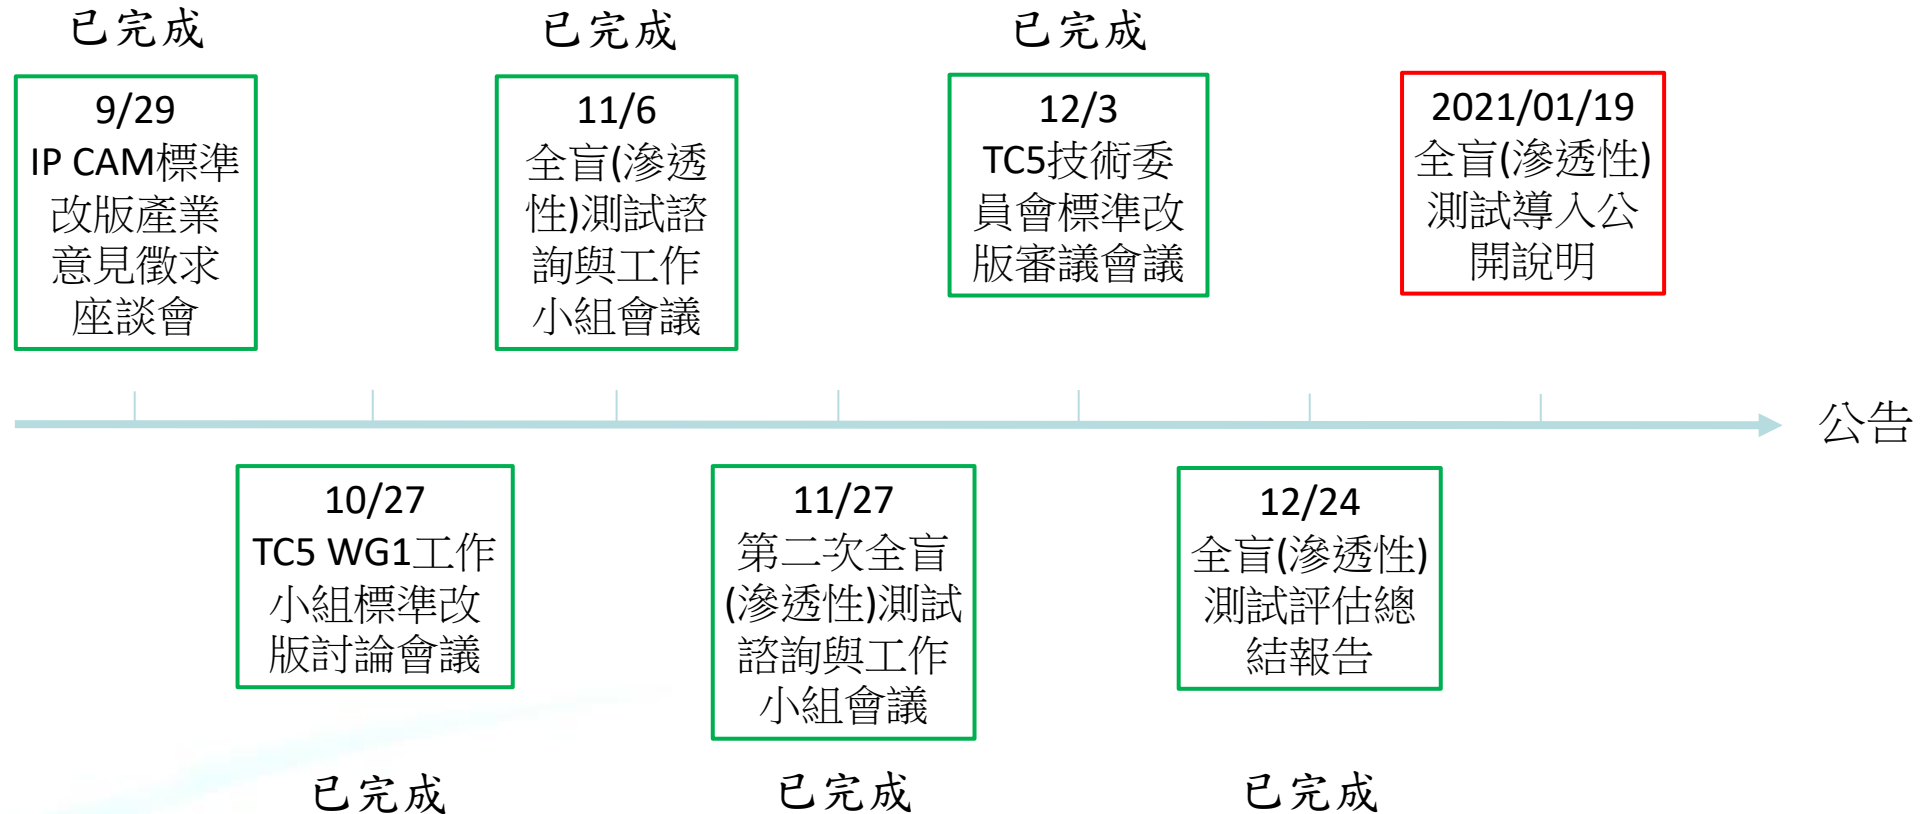 已完成
9/29
IP CAM標準
改版產業
意見徵求
座談會
已完成
11/6
全盲(滲透
性)測試諮
詢與工作
小組會議
已完成
12/3
TC5技術委
員會標準改
版審議會議
2021/01/19
全盲(滲透性)
測試導入公
開說明
公告
10/27
TC5 WG1工作
小組標準改
版討論會議
已完成
11/27
第二次全盲
(滲透性)測試
諮詢與工作
小組會議
已完成
12/24
全盲(滲透性)
測試評估總
結報告
已完成